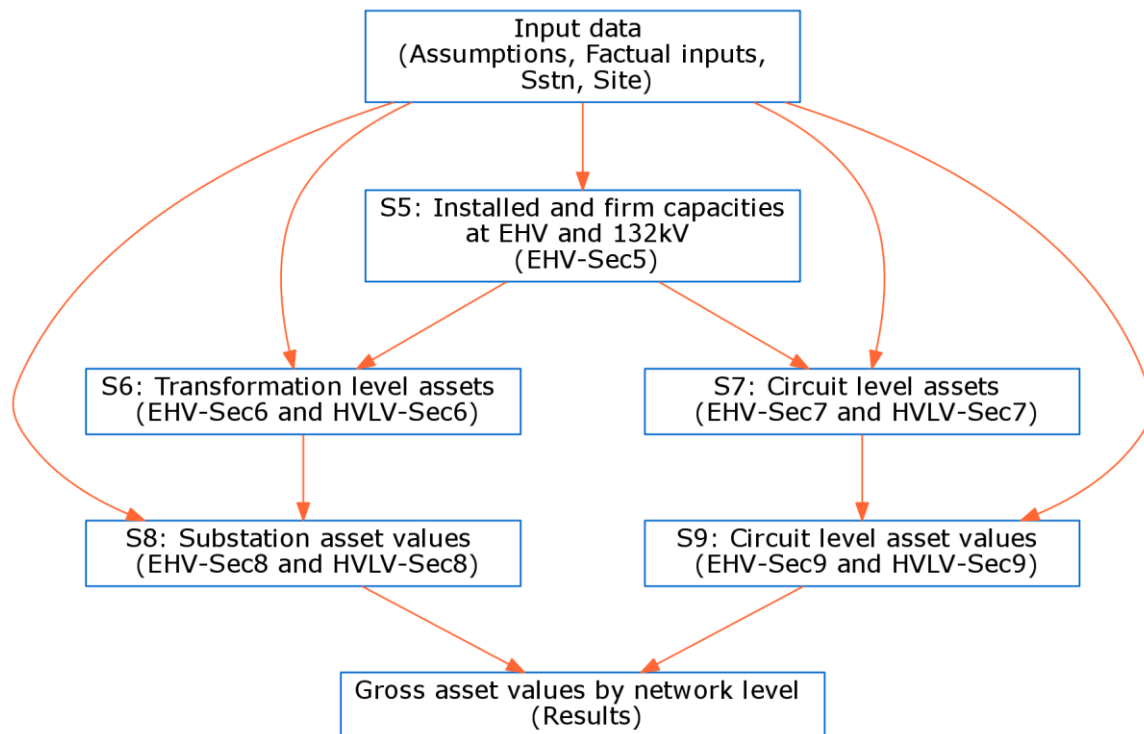 Input data
(Assumptions, Factual inputs,
Sstn, Site)
S5: Installed and firm capacities
at EHV and 132kV
(EHV-Sec5)
S6: Transformation level assets
(EHV-Sec6 and HVLV-Sec6)
S7: Circuit level assets
(EHV-Sec7 and HVLV-Sec7)
S8: Substation asset values
(EHV-Sec8 and HVLV-Sec8)
S9: Circuit level asset values
(EHV-Sec9 and HVLV-Sec9)
Gross asset values by network level
(Results)